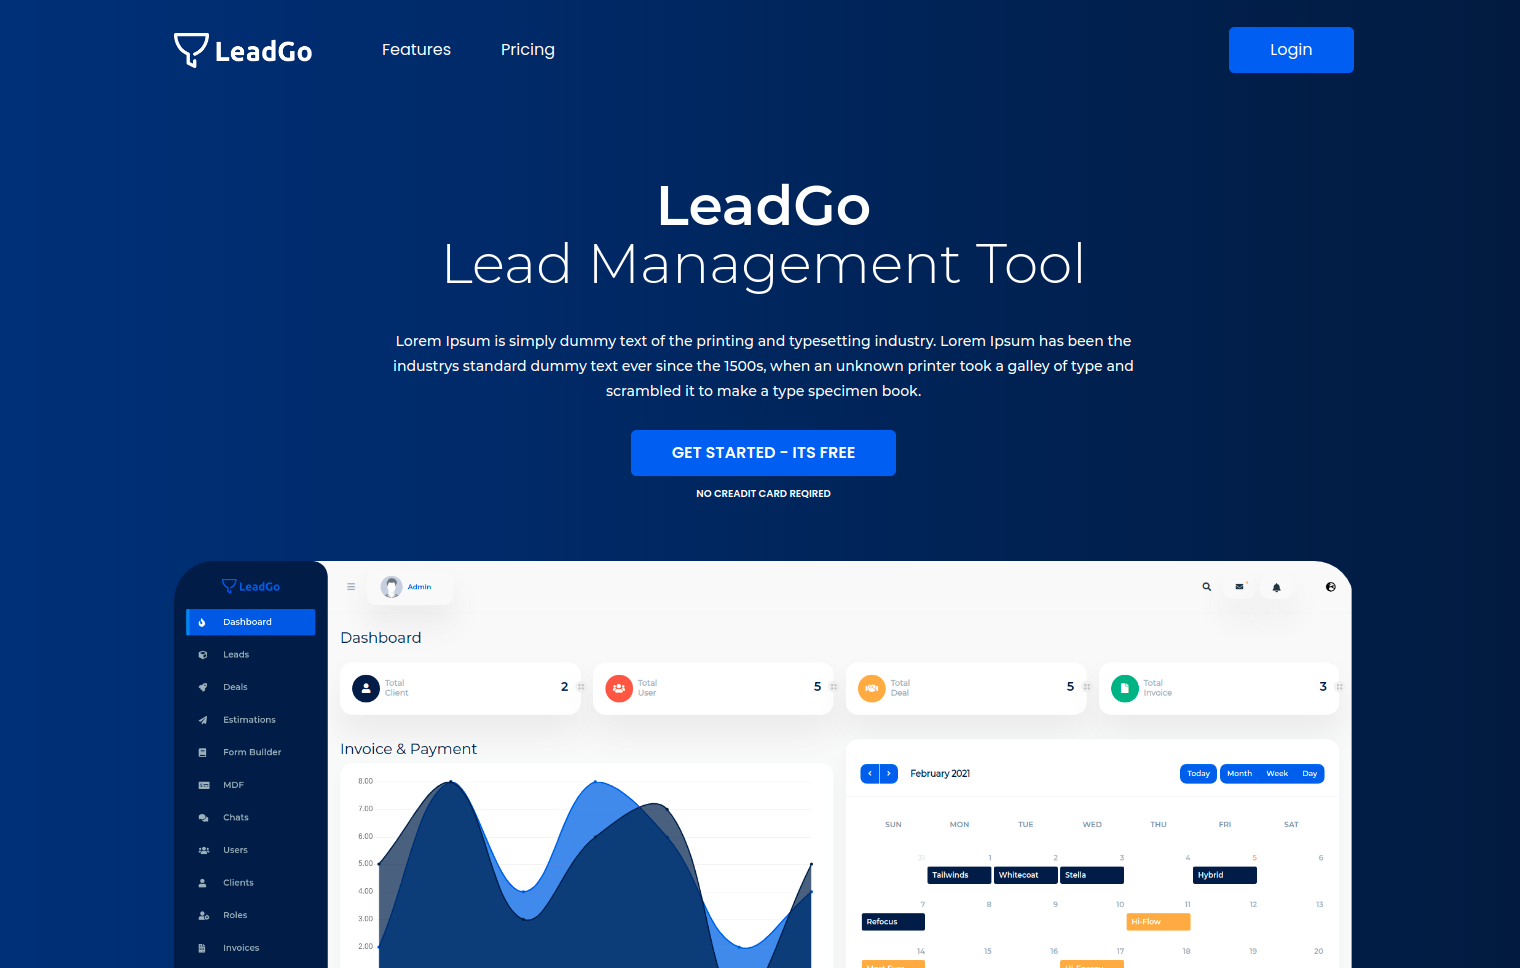 LeadGo
Features
Pricing
Login
LeadGo
Lead Management Tool
Lorem Ipsum is simply dummy text of the printing and typesetting industry. Lorem Ipsum has been the
industrys standard dummy text ever since the 1500s, when an unknown printer took a galley of type and
scrambled it to make a type specimen book.
GET STARTED - ITS FREE
NO CREADIT CARD REQIRED
LeadGo
Dashboard
Leads
Deals
Estimations
Form Builder
MDF
Chats
Users
Clients
Roles
Invoices
Admin
Dashboard
Total
Client
2
Total
User
5
Total
Deal
5
Total
Invoice
3
Invoice & Payment
8.00
7.00
6.00
5.00
4.00
3.00
2.00
February 2021
Today
Month
Week
Day
SUN MON TUE WED THU FRI SAT
31 1 2 3 4 5 6
Tailwinds Whitecoat Stella Hybrid
7 8 9 10 11 12 13
Refocus Hi-Flow
14 15 16 17 18 19 20